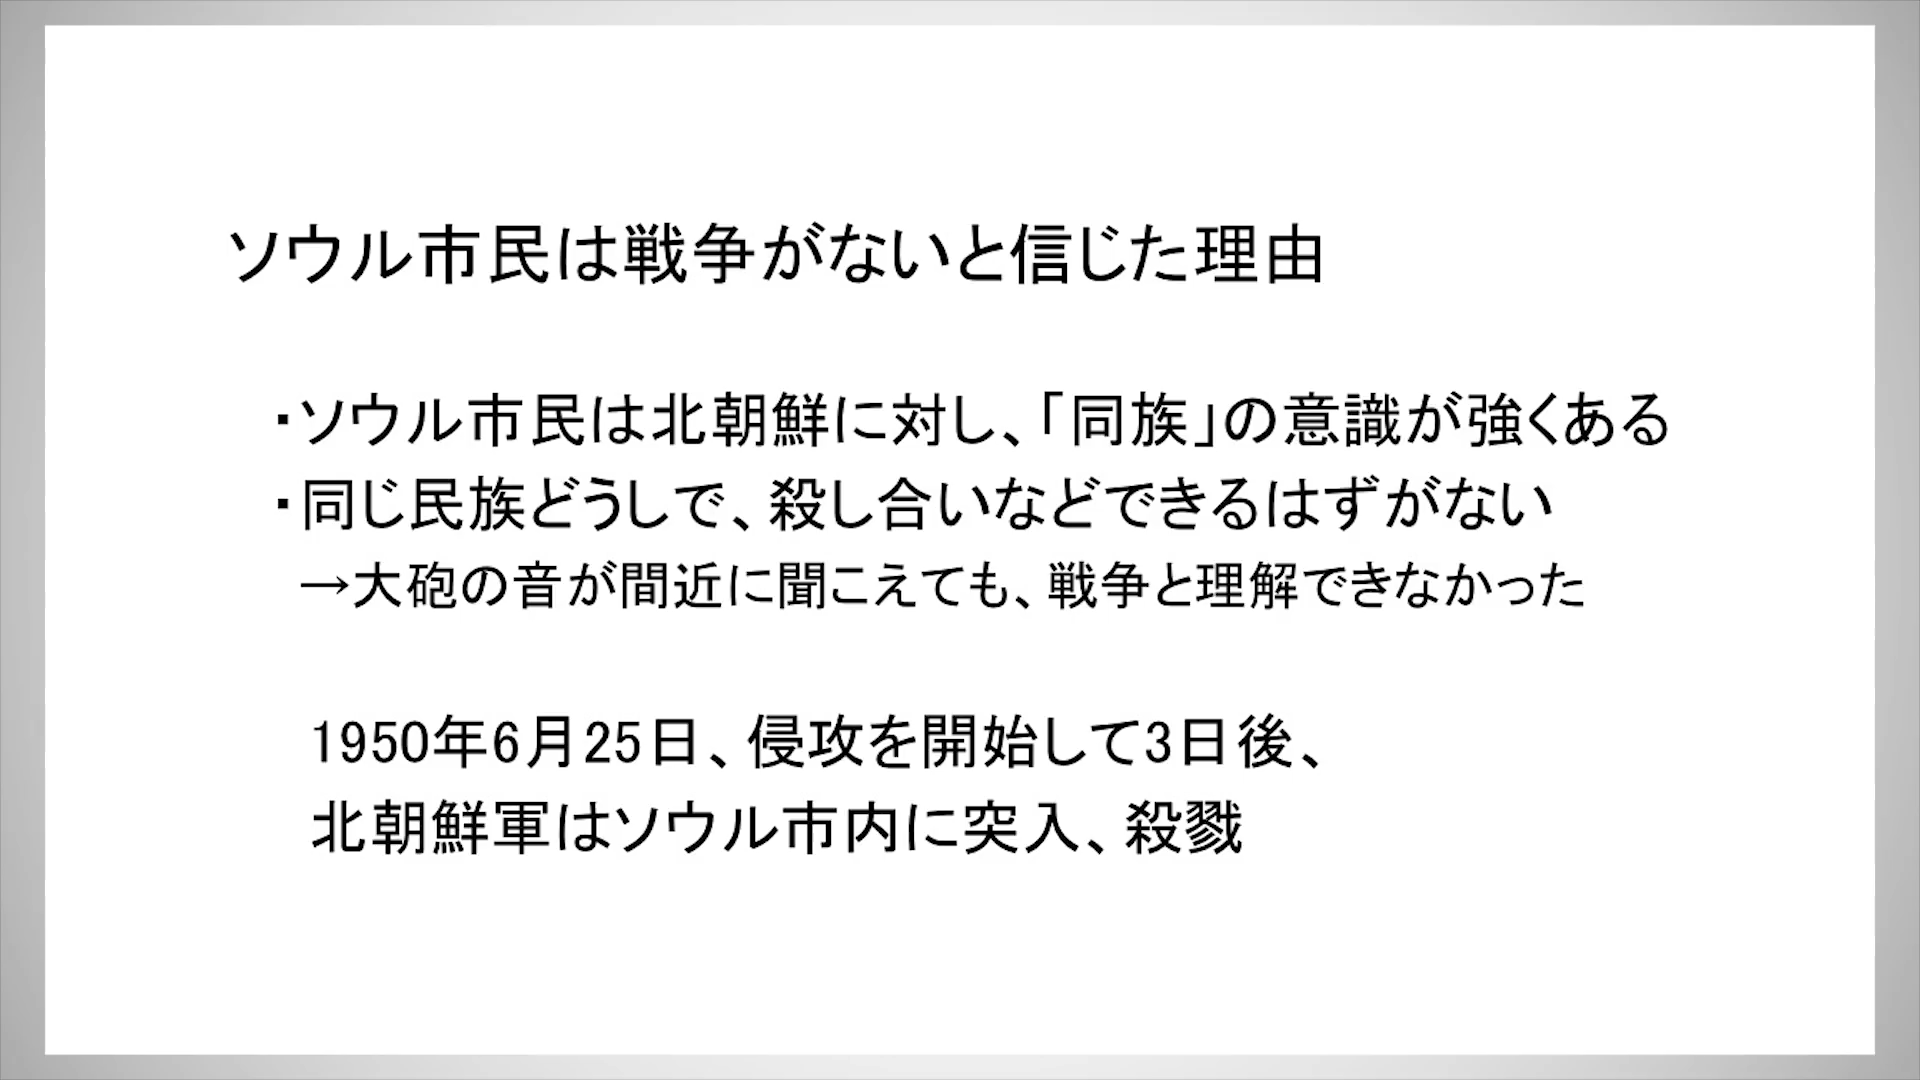 ソウル市民は戦争がないと信じた理由
・ソウル市民は北朝鮮に対し、「同族」の意識が強くある
・同じ民族どうしで、殺し合いなどできるはずがない
→大砲の音が間近に聞こえても、戦争と理解できなかった
1950年6月25日、侵攻を開始して3日後、
北朝鮮軍はソウル市内に突入、殺戮